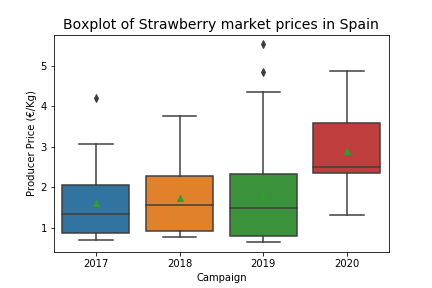 Boxplot of Strawberry market prices in Spain
Producer Price (€/Kg)
5
4
3
2
1
2017 2018 2019 2020
Campaign